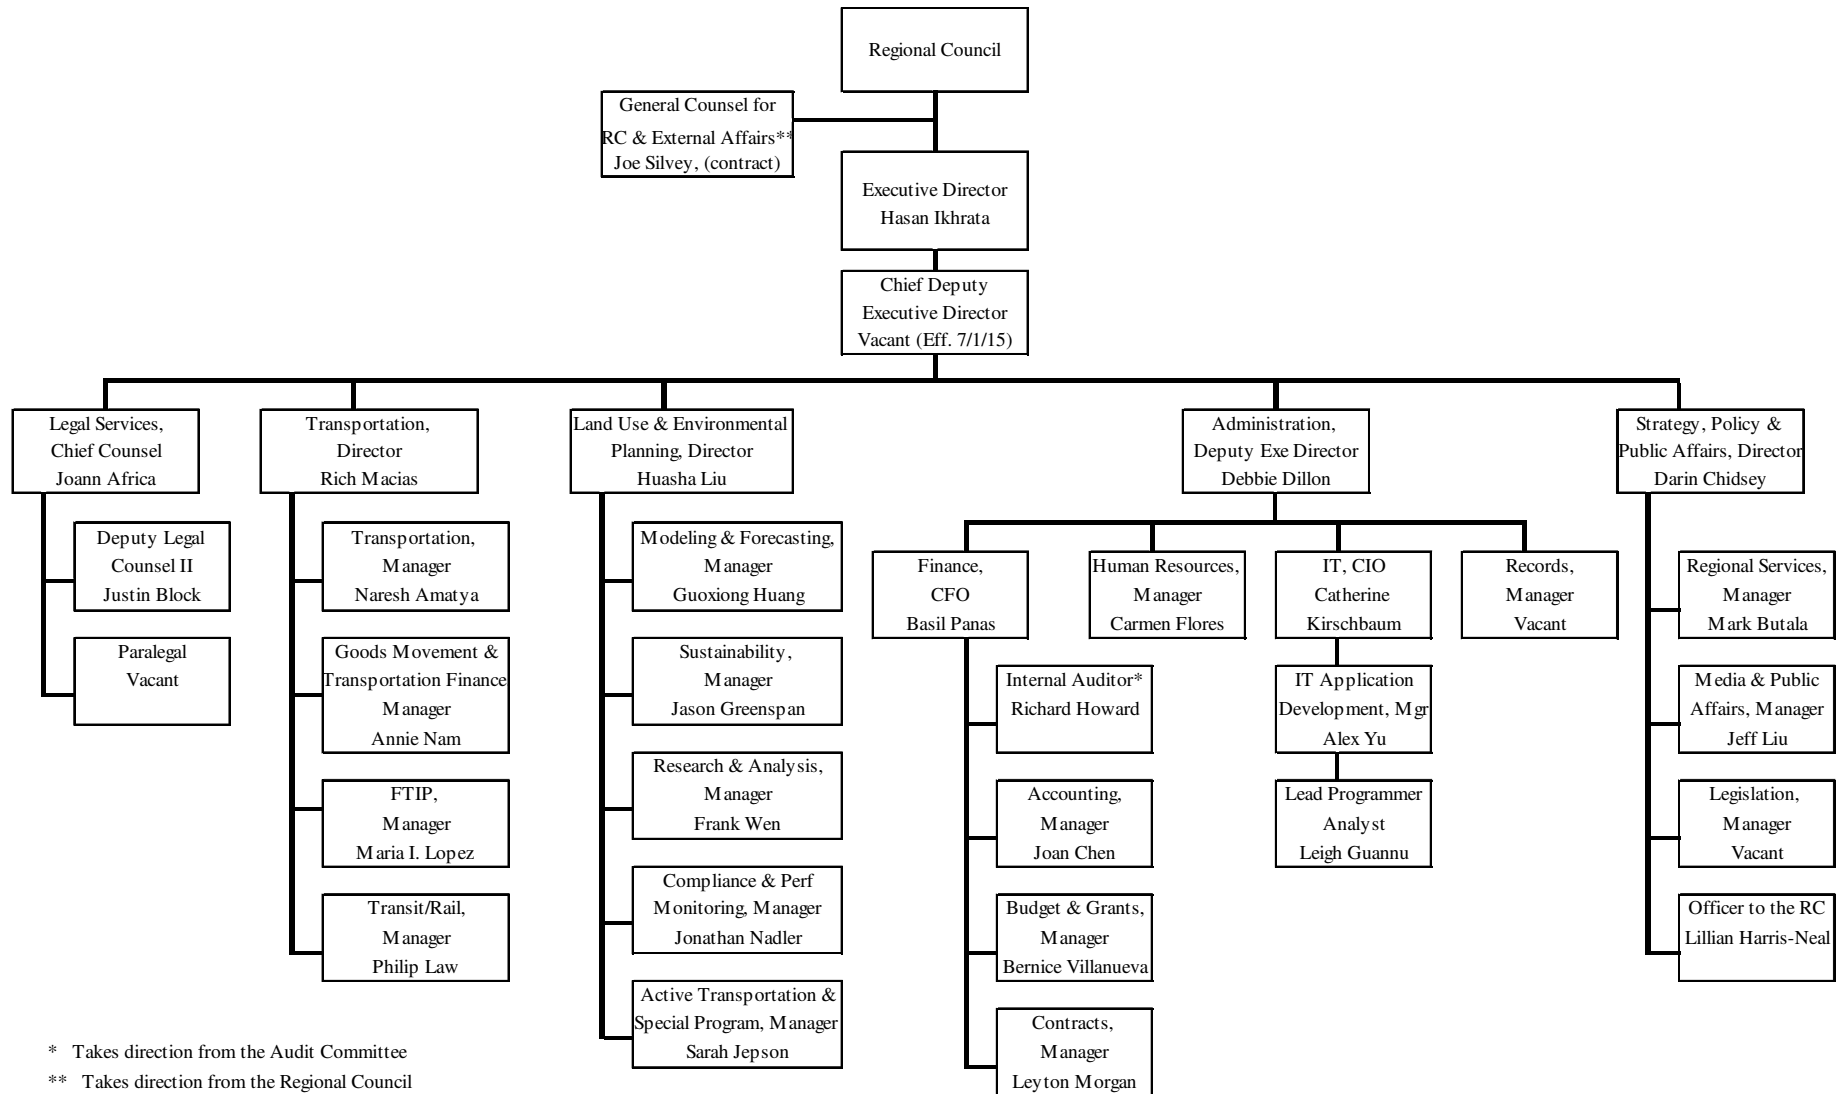 Regional Council
General Counsel for
RC & External Affairs**
Joe Silvey, (contract)
Executive Director
Hasan Ikhrata
Chief Deputy
Executive Director
Vacant (Eff. 7/1/15)
Legal Services,
Chief Counsel
Joann Africa
Deputy Legal
Counsel II
Justin Block
Paralegal
Vacant
Transportation,
Director
Rich Macias
Transportation,
Manager
Naresh Amatya
Goods Movement &
Transportation Finance
Manager
Annie Nam
FTIP,
Manager
Maria I. Lopez
Transit/Rail,
Manager
Philip Law
Land Use & Environmental
Planning, Director
Huasha Liu
Modeling & Forecasting,
Manager
Guoxiong Huang
Sustainability,
Manager
Jason Greenspan
Research & Analysis,
Manager
Frank Wen
Compliance & Perf
Monitoring, Manager
Jonathan Nadler
Active Transportation &
Special Program, Manager
Sarah Jepson
Administration,
Deputy Exe Director
Debbie Dillon
Finance,
CFO
Basil Panas
Internal Auditor*
Richard Howard
Accounting,
Manager
Joan Chen
Budget & Grants,
Manager
Bernice Villanueva
Contracts,
Manager
Leyton Morgan
Human Resources,
Manager
Carmen Flores
IT, CIO
Catherine
Kirschbaum
IT Application
Development, Mgr
Alex Yu
Lead Programmer
Analyst
Leigh Guannu
Records,
Manager
Vacant
Strategy, Policy &
Public Affairs, Director
Darin Chidsey
Regional Services,
Manager
Mark Butala
Media & Public
Affairs, Manager
Jeff Liu
Legislation,
Manager
Vacant
Officer to the RC
Lillian Harris-Neal
* Takes direction from the Audit Committee
** Takes direction from the Regional Council